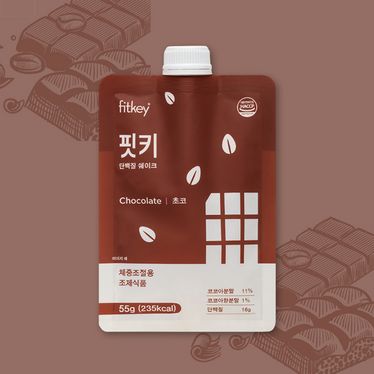 fitkey
HACCP
핏키
단백질 쉐이크
Chocolate | 초코
체중조절용
조제식품
55g (235kcal)
코코아분말 11%
코코아향분말 1%
단백질 16g